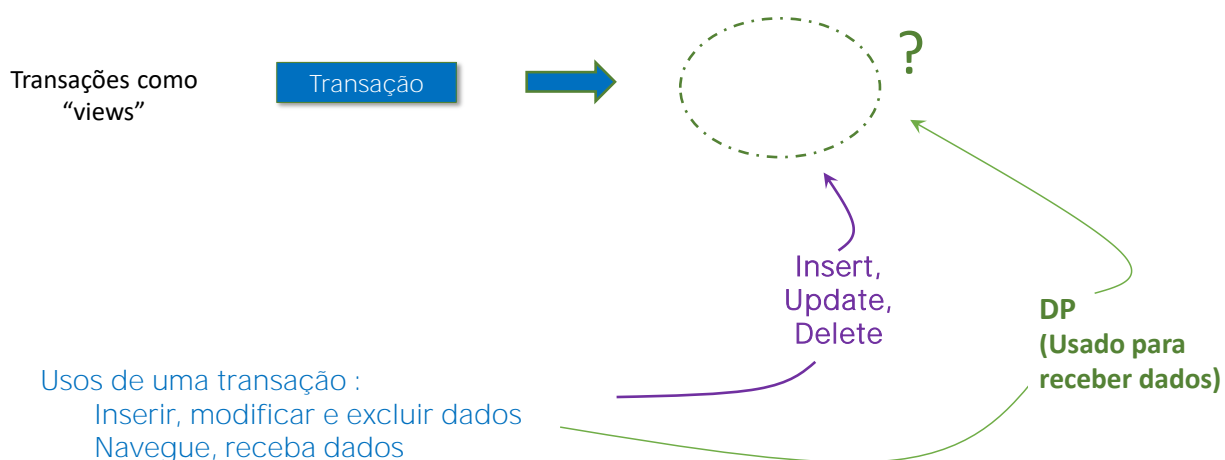 Transações como
“views”
Transação
?
Insert,
Update,
Delete
DP
(Usado para
receber dados)
Usos de uma transação :
Inserir, modificar e excluir dados
Navegue, receba dados